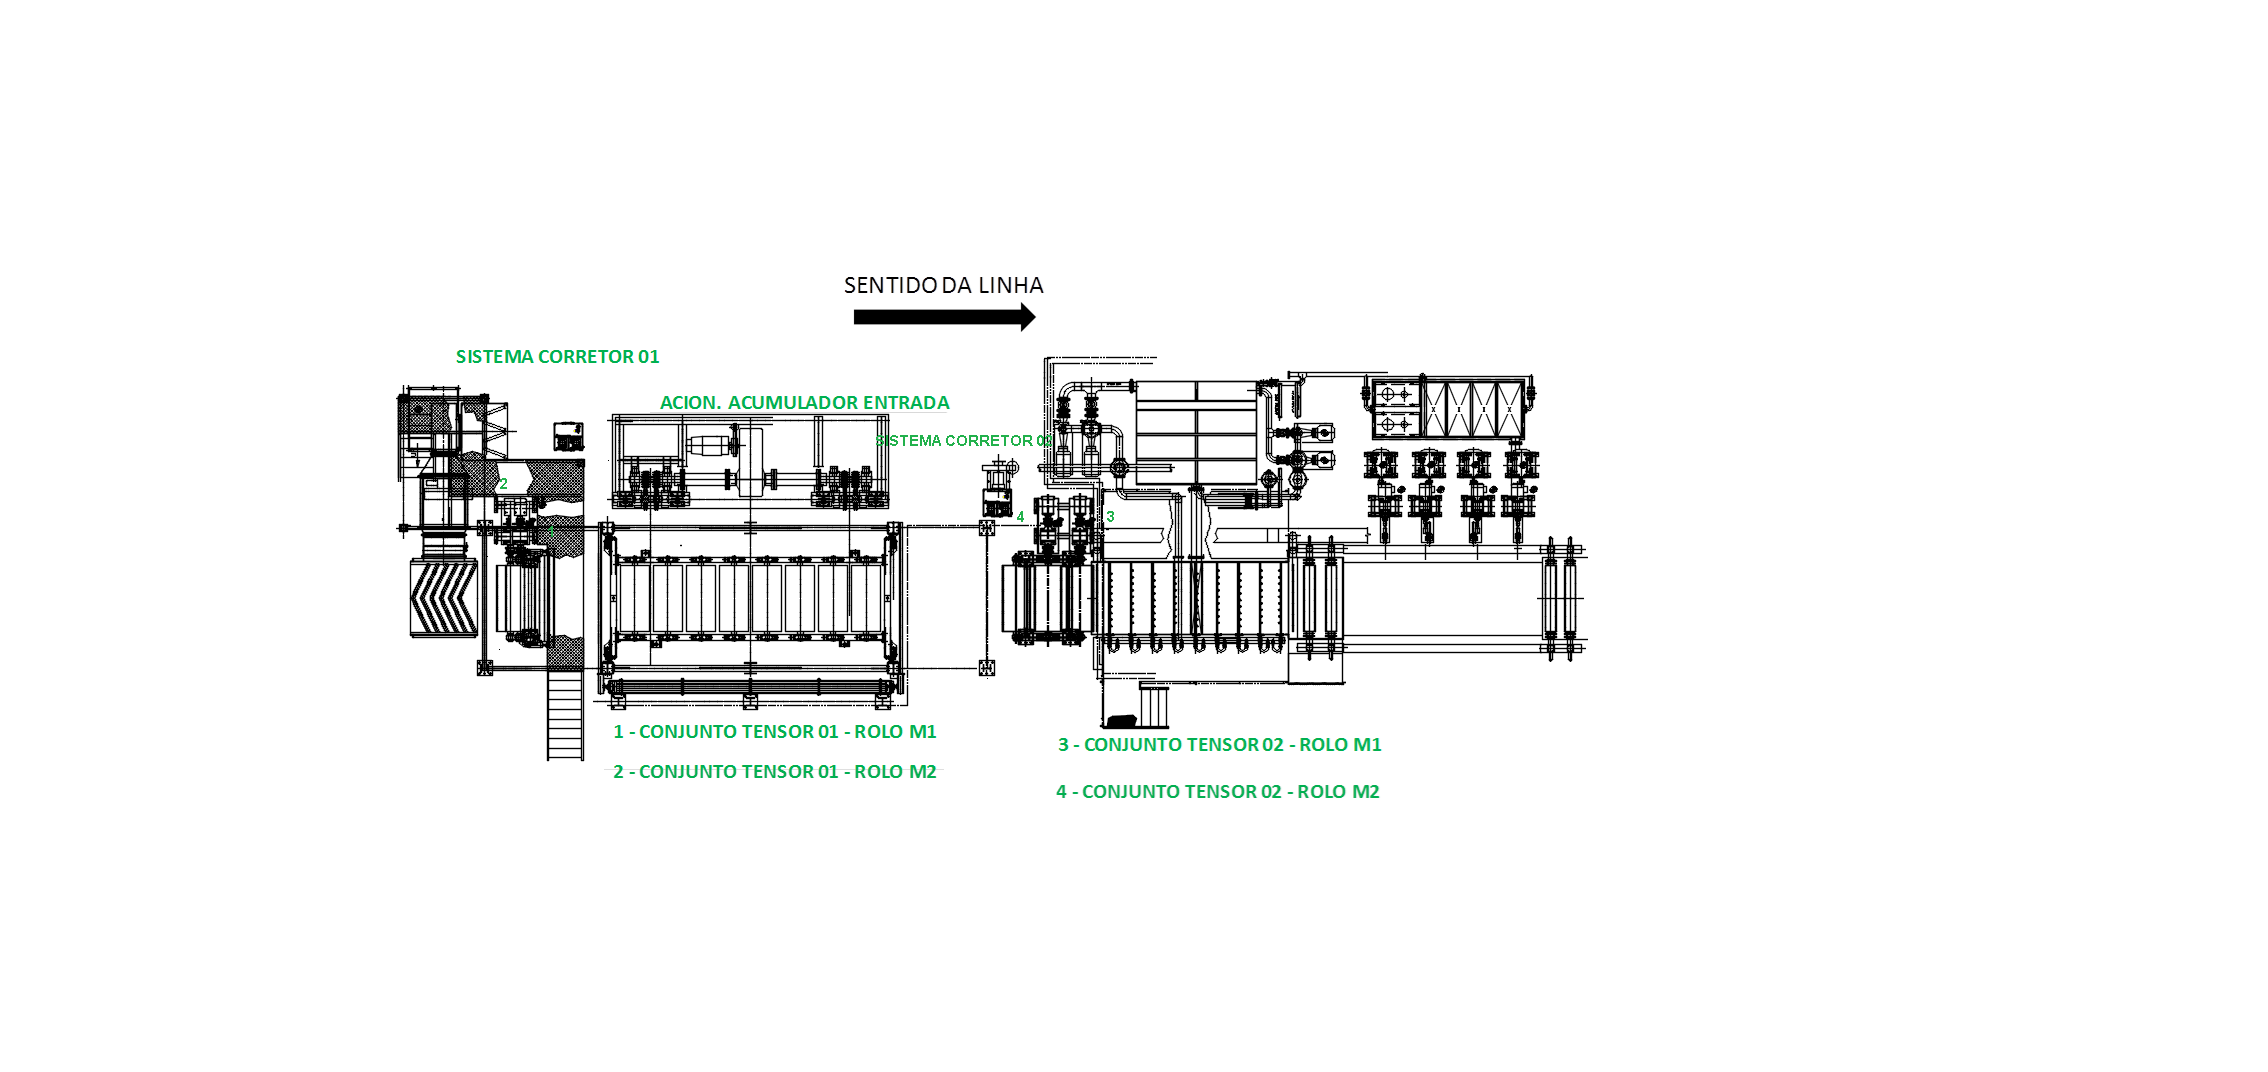 SENTIDO DA LINHA
SISTEMA CORRETOR 01
ACION. ACUMULADOR ENTRADA
SISTEMA CORRETOR
2
4
3
1
1 - CONJUNTO TENSOR 01 - ROLO M1
3 - CONJUNTO TENSOR 02 - ROLO M1
2 - CONJUNTO TENSOR 01 - ROLO M2
4 - CONJUNTO TENSOR 02 - ROLO M2